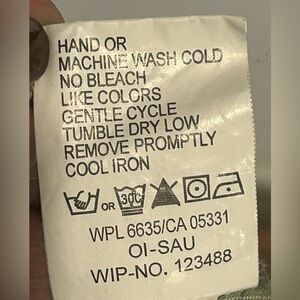 HAND OR
MACHINE WASH COLD
NO BLEACH
LIKE COLORS
GENTLE CYCLE
TUMBLE DRY LOW
REMOVE PROMPTLY
COOL IRON
OR 30C
WPL 6635/CA 05331
OI-SAU
WIP-NO. 123488